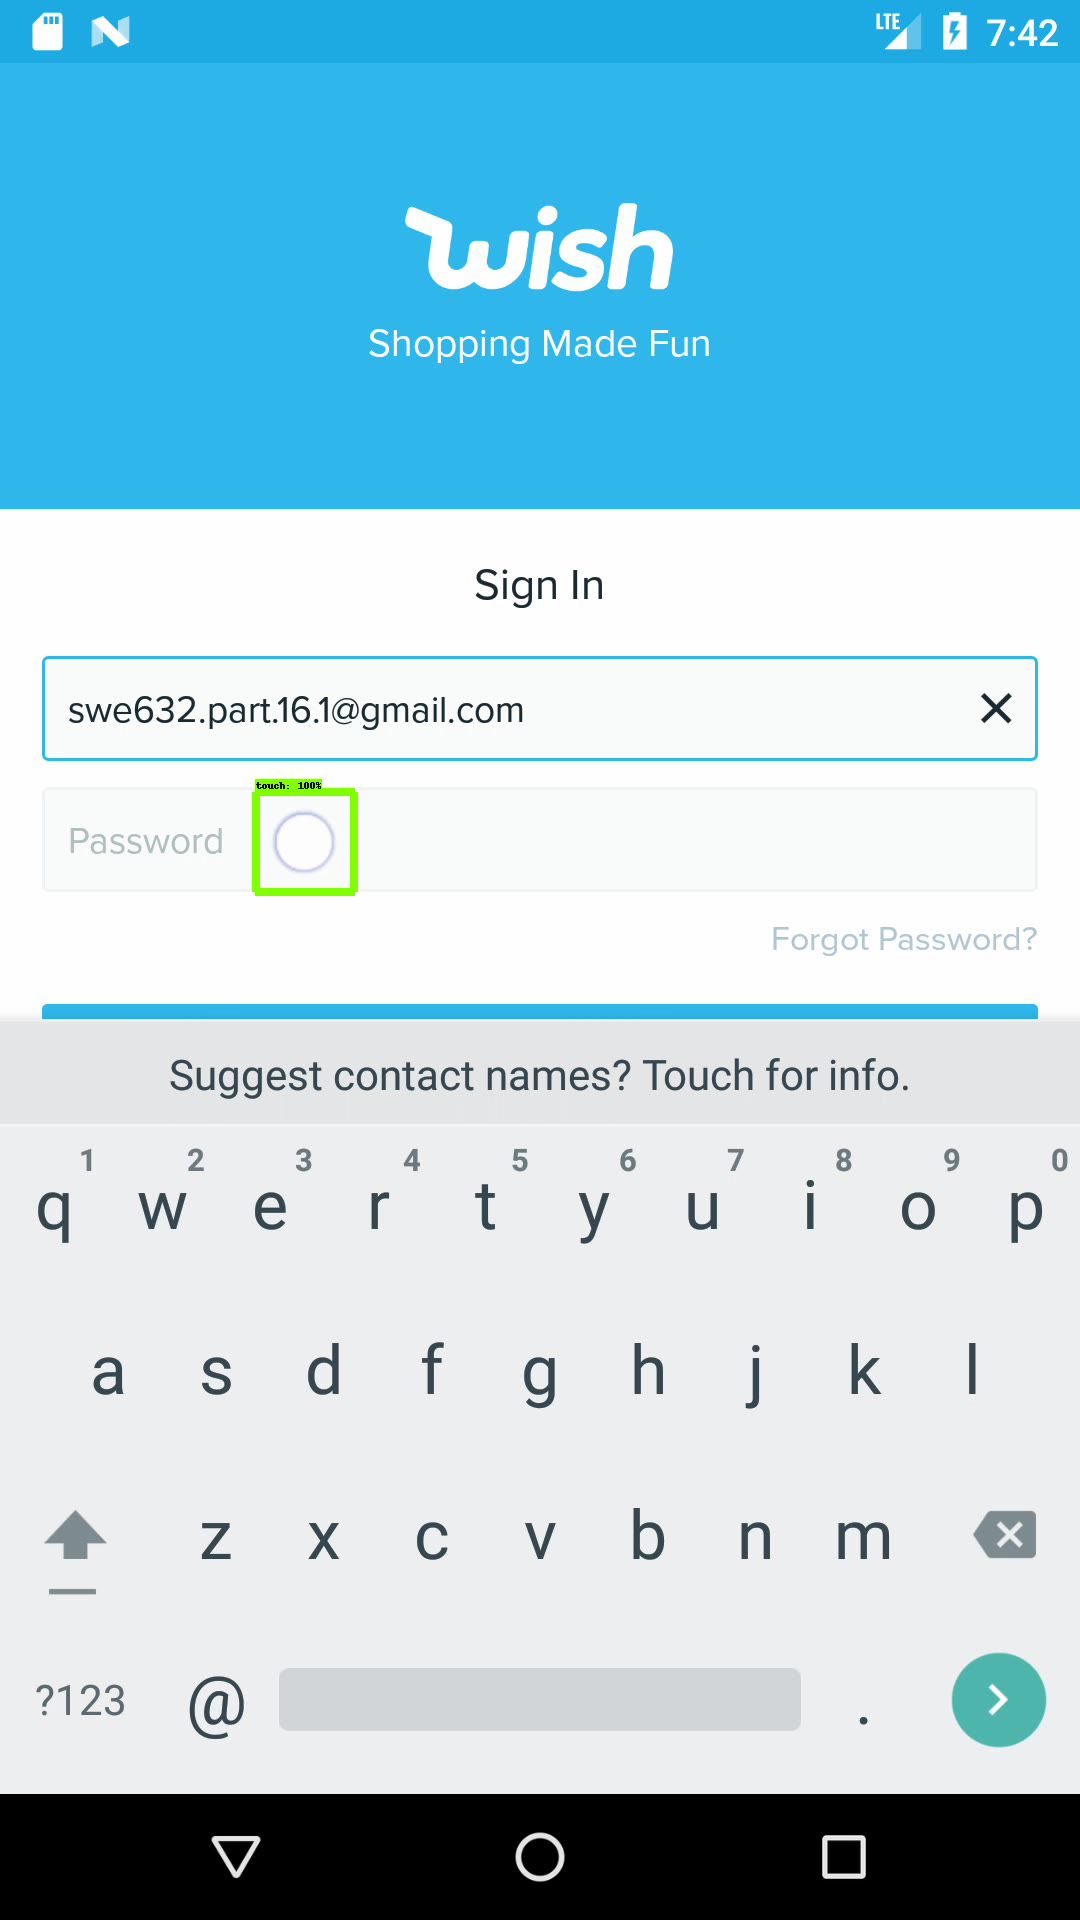 LTE 7:42
wish
Shopping Made Fun
Sign In
swe632.part.16.1@gmail.com
touch: 100%
Password
Forgot Password?
Suggest contact names? Touch for info.
1 2 3 4 5 6 7 8 9 0
q w e r t y u i o p
a s d f g h j k l
z x c v b n m
?123 @ .